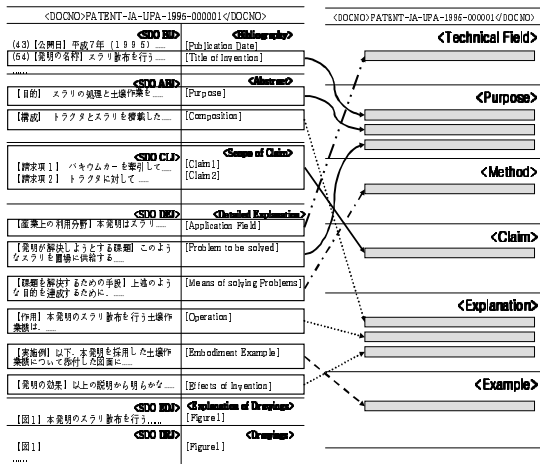 <DOCNO>PATENT-JA-UPA-1995-000001</DOCNO>
<SDO BIJ> <Bibliography>
(43)【公開日】平成7年（1995）...... [Publication Date]
(54)【発明の名称】スラリ散布を行う...... [Title of Invention]
......
<SDO ABJ> <Abstract>
【目的】 スラリの処理と土壌作業を...... [Purpose]
【構成】 トラクタとスラリを積載した...... [Composition]
<SDO CLJ> <Scope of Claim>
【請求項1】 バキウムカーを牽引して...... [Claim1]
【請求項2】 トラクタに対して...... [Claim2]
<SDO DEJ> <Detailed Explanation>
【産業上の利用分野】本発明はスラリ...... [Application Field]
【発明が解決しようとする課題】このよう [Problem to be solved]
なスラリを圃場に供給する......
【課題を解決するための手段】上述のよう [Means of solving Problems]
な目的を達成するために......
【作用】本発明のスラリ散布を行う土壌作 [Operation]
業機は......
【実施例】以下、本発明を採用した土壌作 [Embodiment Example]
業機について添付した図面に......
【発明の効果】以上の説明から明らかな...... [Effects of Invention]
<SDO EDJ> <Explanation of Drawings>
【図1】本発明のスラリ散布を行う...... [Figure1]
<SDO DRJ> <Drawings>
【図1】 [Figure1]
......
<DOCNO>PATENT-JA-UPA-1995-000001</DOCNO>
<Technical Field>
<Purpose>
<Method>
<Claim>
<Explanation>
<Example>